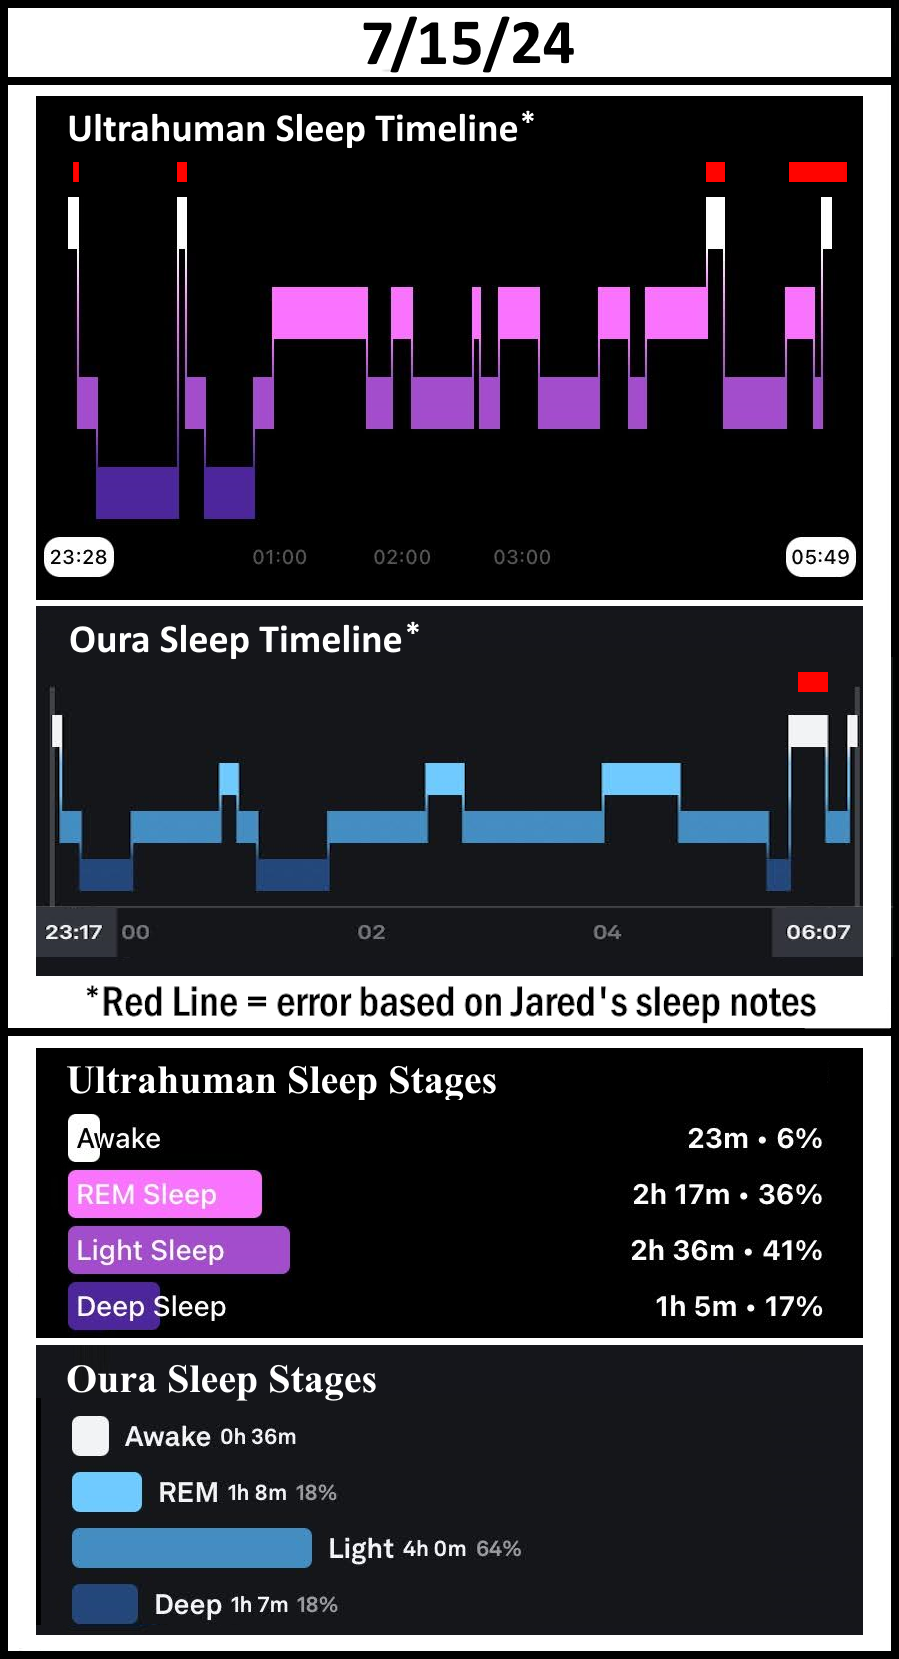 7/15/24
Ultrahuman Sleep Timeline*
23:28 01:00 02:00 03:00 05:49
Oura Sleep Timeline*
23:17 00 02 04 06:07
*Red Line = error based on Jared's sleep notes
Ultrahuman Sleep Stages
Awake 23m • 6%
REM Sleep 2h 17m • 36%
Light Sleep 2h 36m • 41%
Deep Sleep 1h 5m • 17%
Oura Sleep Stages
Awake 0h 36m
REM 1h 8m 18%
Light 4h 0m 64%
Deep 1h 7m 18%